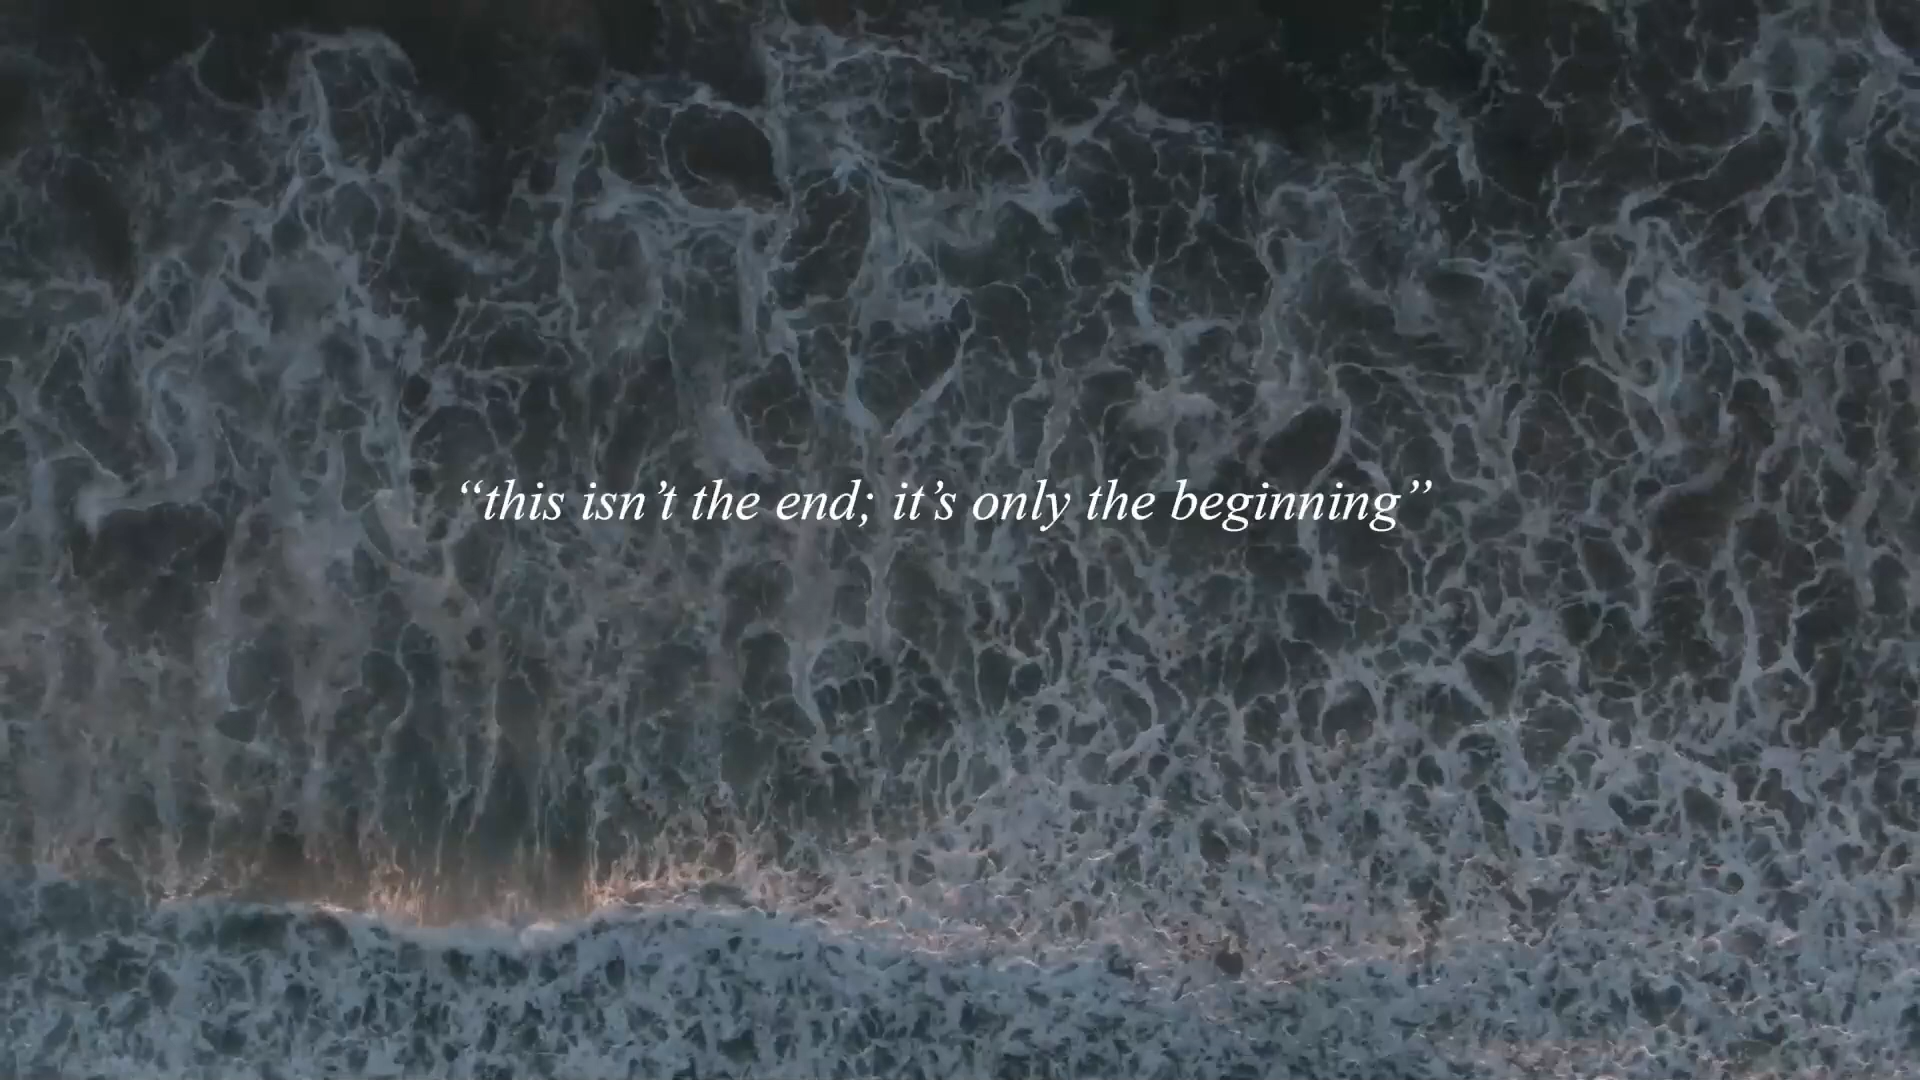 “this isn’t the end; it’s only the beginning”